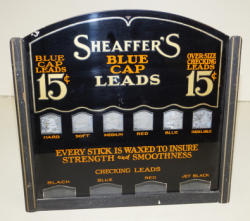 SHEAFFER'S
BLUE
CAP
LEADS
15¢
BLUE
CAP
LEADS
OVER-SIZE
CHECKING
LEADS
15¢
HARD SOFT MEDIUM RED BLUE INDELIBLE
EVERY STICK IS WAXED TO INSURE
STRENGTH and SMOOTHNESS
CHECKING LEADS
BLACK BLUE RED JET BLACK